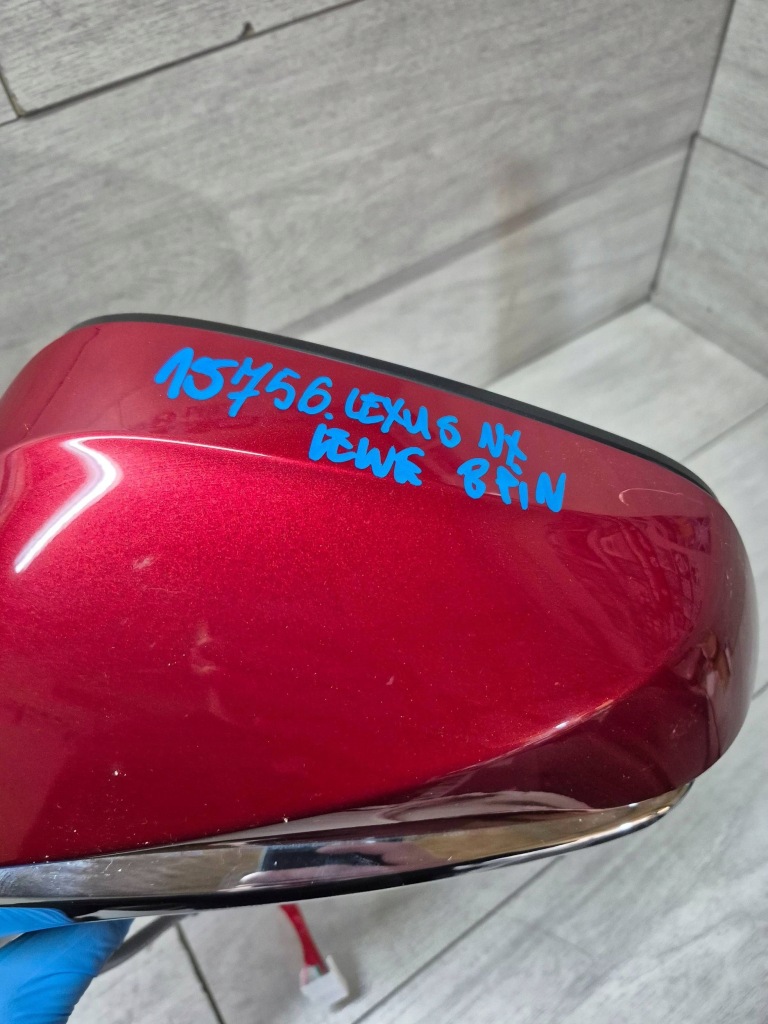 15756. LEXUS NX
LEWE 8PIN